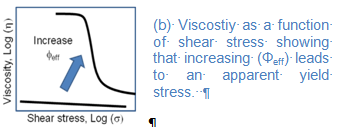 Viscosity, Log (η)
Increase
Φeff
Shear stress, Log (σ)
(b) Viscostiy as a function
of shear stress showing
that increasing (Φeff) leads
to an apparent yield
stress. ¶
¶